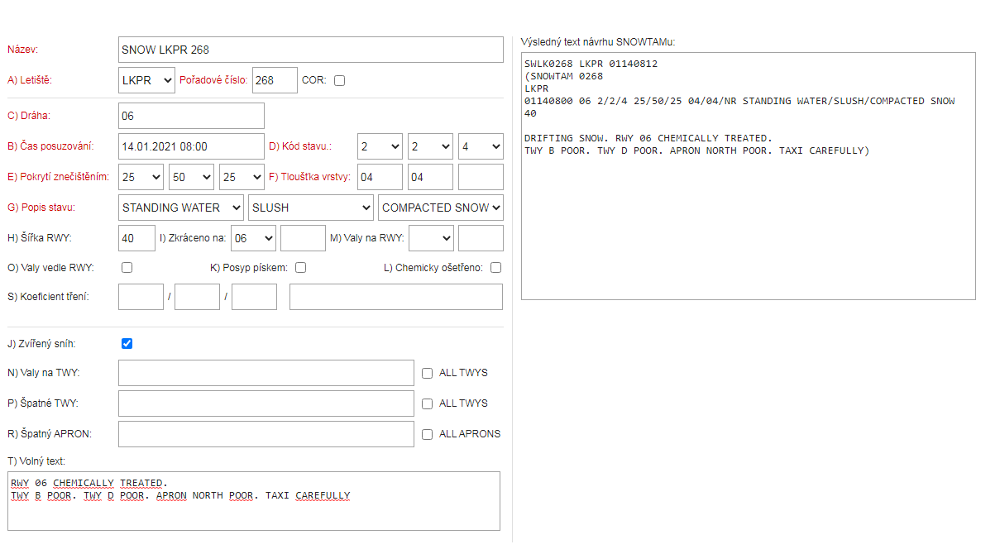 Název: SNOW LKPR 268
A) Letiště: LKPR Pořadové číslo: 268 COR:
C) Dráha: 06
B) Čas posuzování: 14.01.2021 08:00 D) Kód stavu.: 2 2 4
E) Pokrytí znečištěním: 25 50 25 F) Tloušťka vrstvy: 04 04
G) Popis stavu: STANDING WATER SLUSH COMPACTED SNOW
H) Šířka RWY: 40 I) Zkráceno na: 06 M) Valy na RWY:
O) Valy vedle RWY: K) Posyp pískem: L) Chemicky ošetřeno:
S) Koeficient tření: / /
J) Zvířený sníh:
N) Valy na TWY: ALL TWYS
P) Špatné TWY: ALL TWYS
R) Špatný APRON: ALL APRONS
T) Volný text:
RWY 06 CHEMICALLY TREATED.
TWY B POOR. TWY D POOR. APRON NORTH POOR. TAXI CAREFULLY
Výsledný text návrhu SNOWTAMu:
SWLK0268 LKPR 01140812
(SNOWTAM 0268
LKPR
01140800 06 2/2/4 25/50/25 04/04/NR STANDING WATER/SLUSH/COMPACTED SNOW
40
DRIFTING SNOW. RWY 06 CHEMICALLY TREATED.
TWY B POOR. TWY D POOR. APRON NORTH POOR. TAXI CAREFULLY)